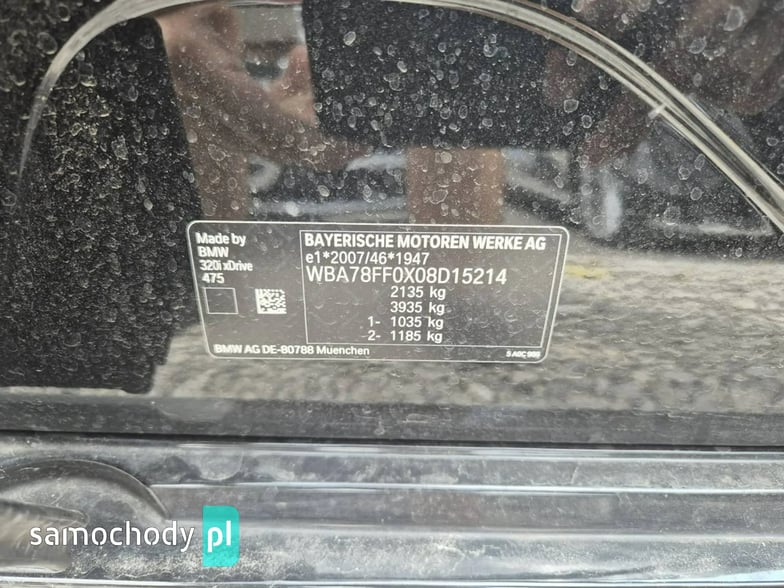 Made by
BMW
320i xDrive
475
BAYERISCHE MOTOREN WERKE AG
e1*2007/46*1947
WBA78FF0X08D15214
2135 kg
3935 kg
1- 1035 kg
2- 1185 kg
BMW AG DE-80788 Muenchen
samochody pl